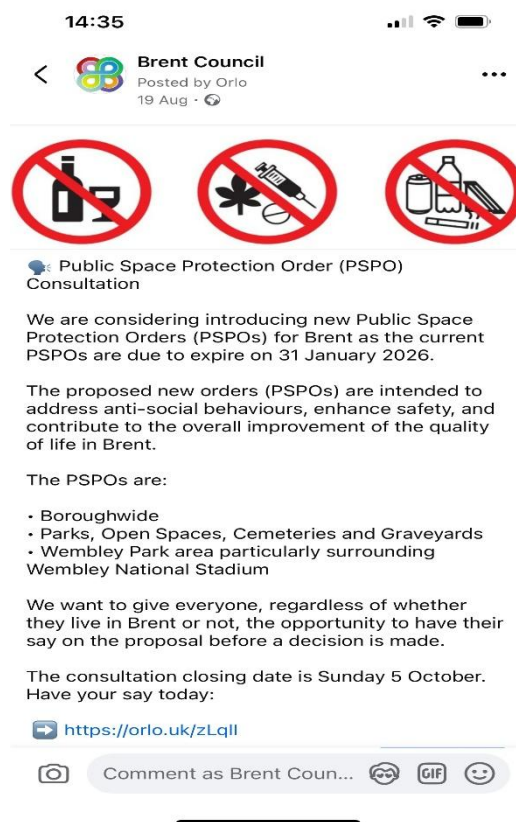 14:35
Brent Council
Posted by Orlo
19 Aug ·
Public Space Protection Order (PSPO)
Consultation
We are considering introducing new Public Space
Protection Orders (PSPOs) for Brent as the current
PSPOs are due to expire on 31 January 2026.
The proposed new orders (PSPOs) are intended to
address anti-social behaviours, enhance safety, and
contribute to the overall improvement of the quality
of life in Brent.
The PSPOs are:
• Boroughwide
• Parks, Open Spaces, Cemeteries and Graveyards
• Wembley Park area particularly surrounding
Wembley National Stadium
We want to give everyone, regardless of whether
they live in Brent or not, the opportunity to have their
say on the proposal before a decision is made.
The consultation closing date is Sunday 5 October.
Have your say today:
https://orlo.uk/zLqlI
Comment as Brent Coun...
GIF